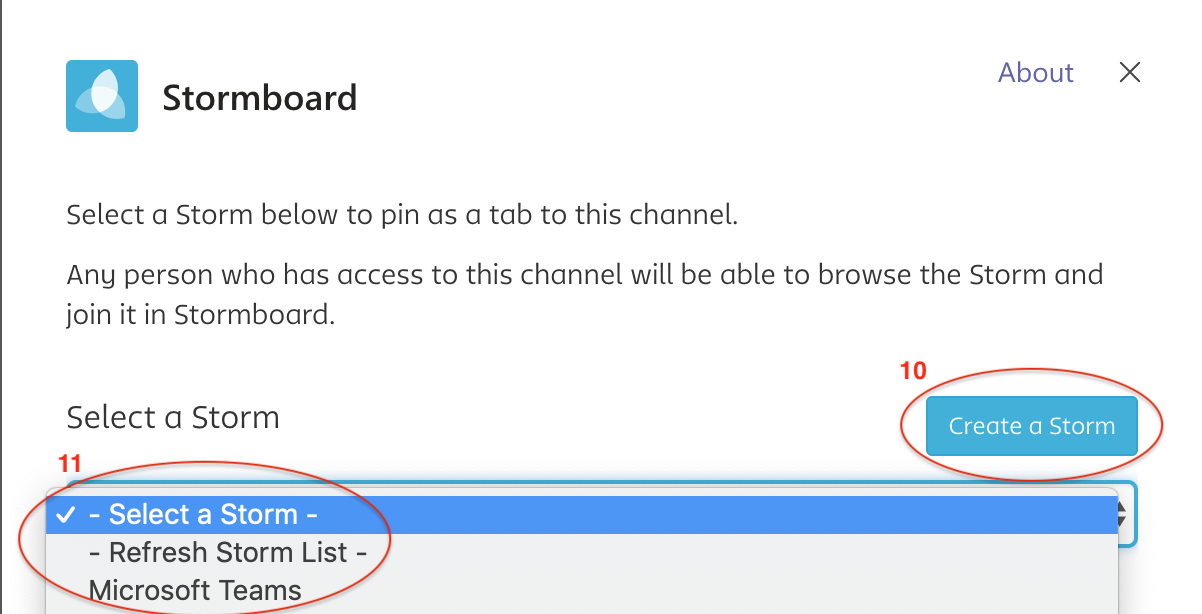 Stormboard
About
Select a Storm below to pin as a tab to this channel.
Any person who has access to this channel will be able to browse the Storm and
join it in Stormboard.
10
Select a Storm
Create a Storm
11
- Select a Storm -
- Refresh Storm List -
Microsoft Teams